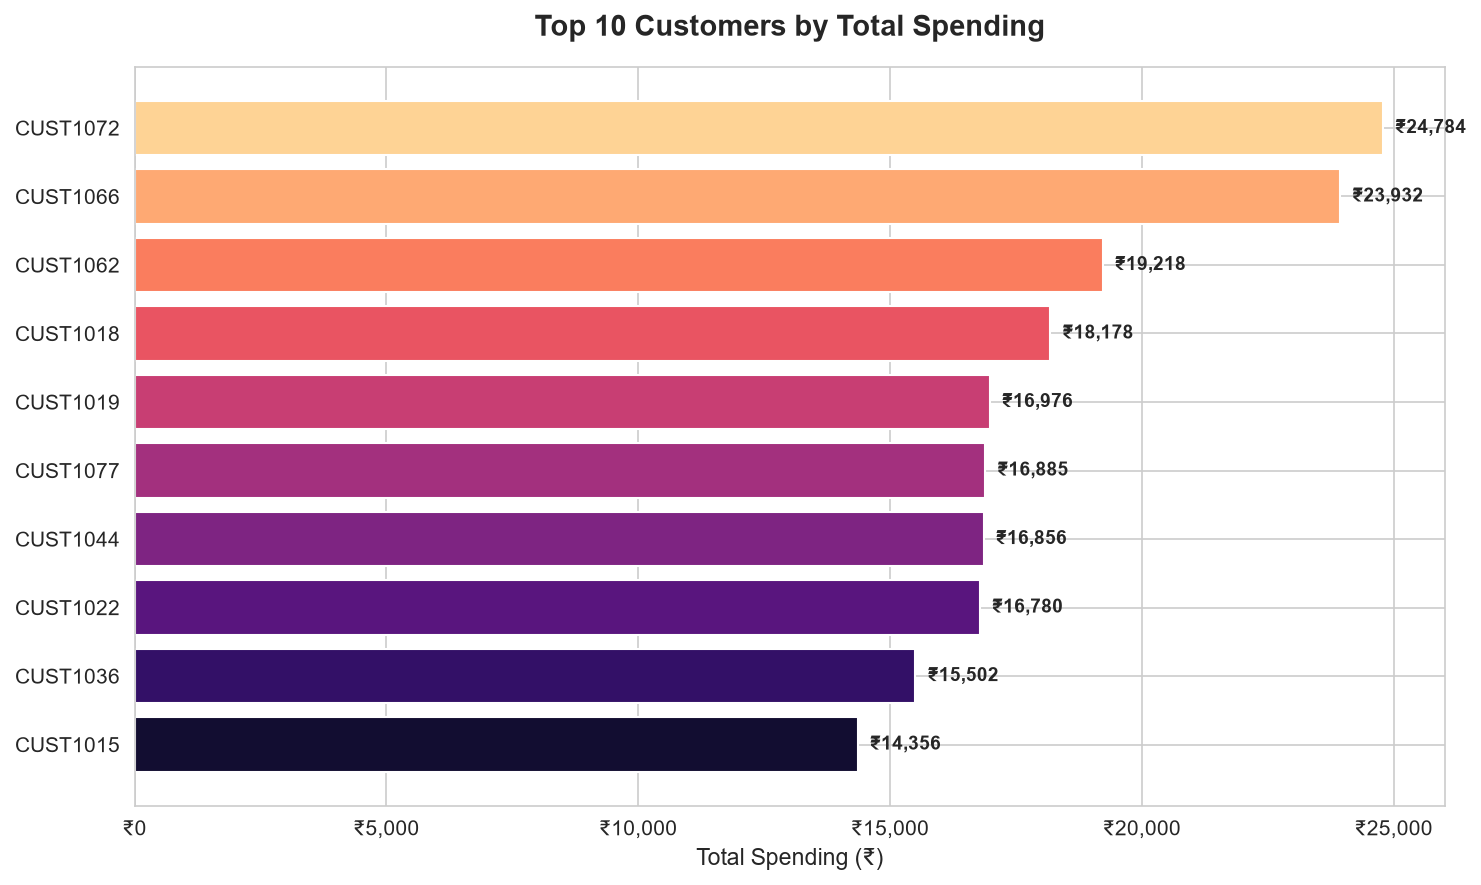 Top 10 Customers by Total Spending
CUST1072 ₹24,784
CUST1066 ₹23,932
CUST1062 ₹19,218
CUST1018 ₹18,178
CUST1019 ₹16,976
CUST1077 ₹16,885
CUST1044 ₹16,856
CUST1022 ₹16,780
CUST1036 ₹15,502
CUST1015 ₹14,356
₹0 ₹5,000 ₹10,000 ₹15,000 ₹20,000 ₹25,000
Total Spending (₹)